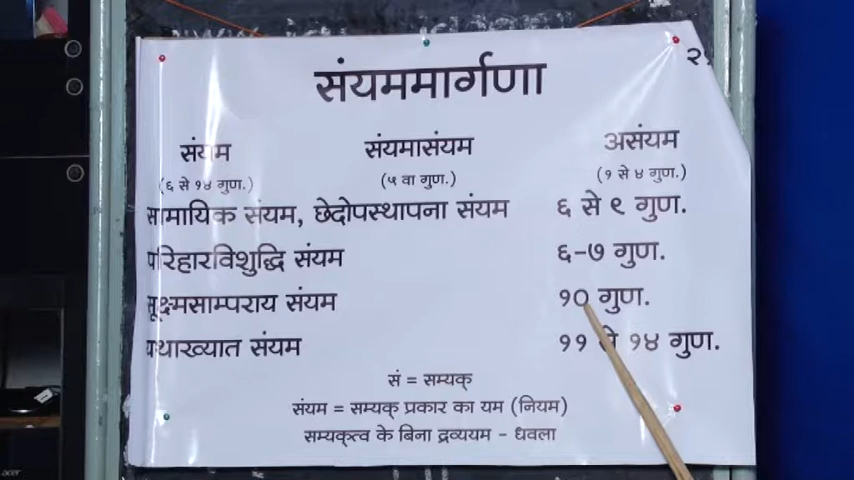 संयममार्गणा
संयम संयमासंयम असंयम
(६ से १४ गुण.) (५ वा गुण.) (१ से ४ गुण.)
सामायिक संयम, छेदोपस्थापना संयम ६ से ९ गुण.
परिहारविशुद्धि संयम ६-७ गुण.
सूक्ष्मसाम्पराय संयम १० गुण.
यथाख्यात संयम ११ से १४ गुण.
सं = सम्यक्
संयम = सम्यक् प्रकार का यम (नियम)
सम्यक्त्व के बिना द्रव्ययम - धवला
acer